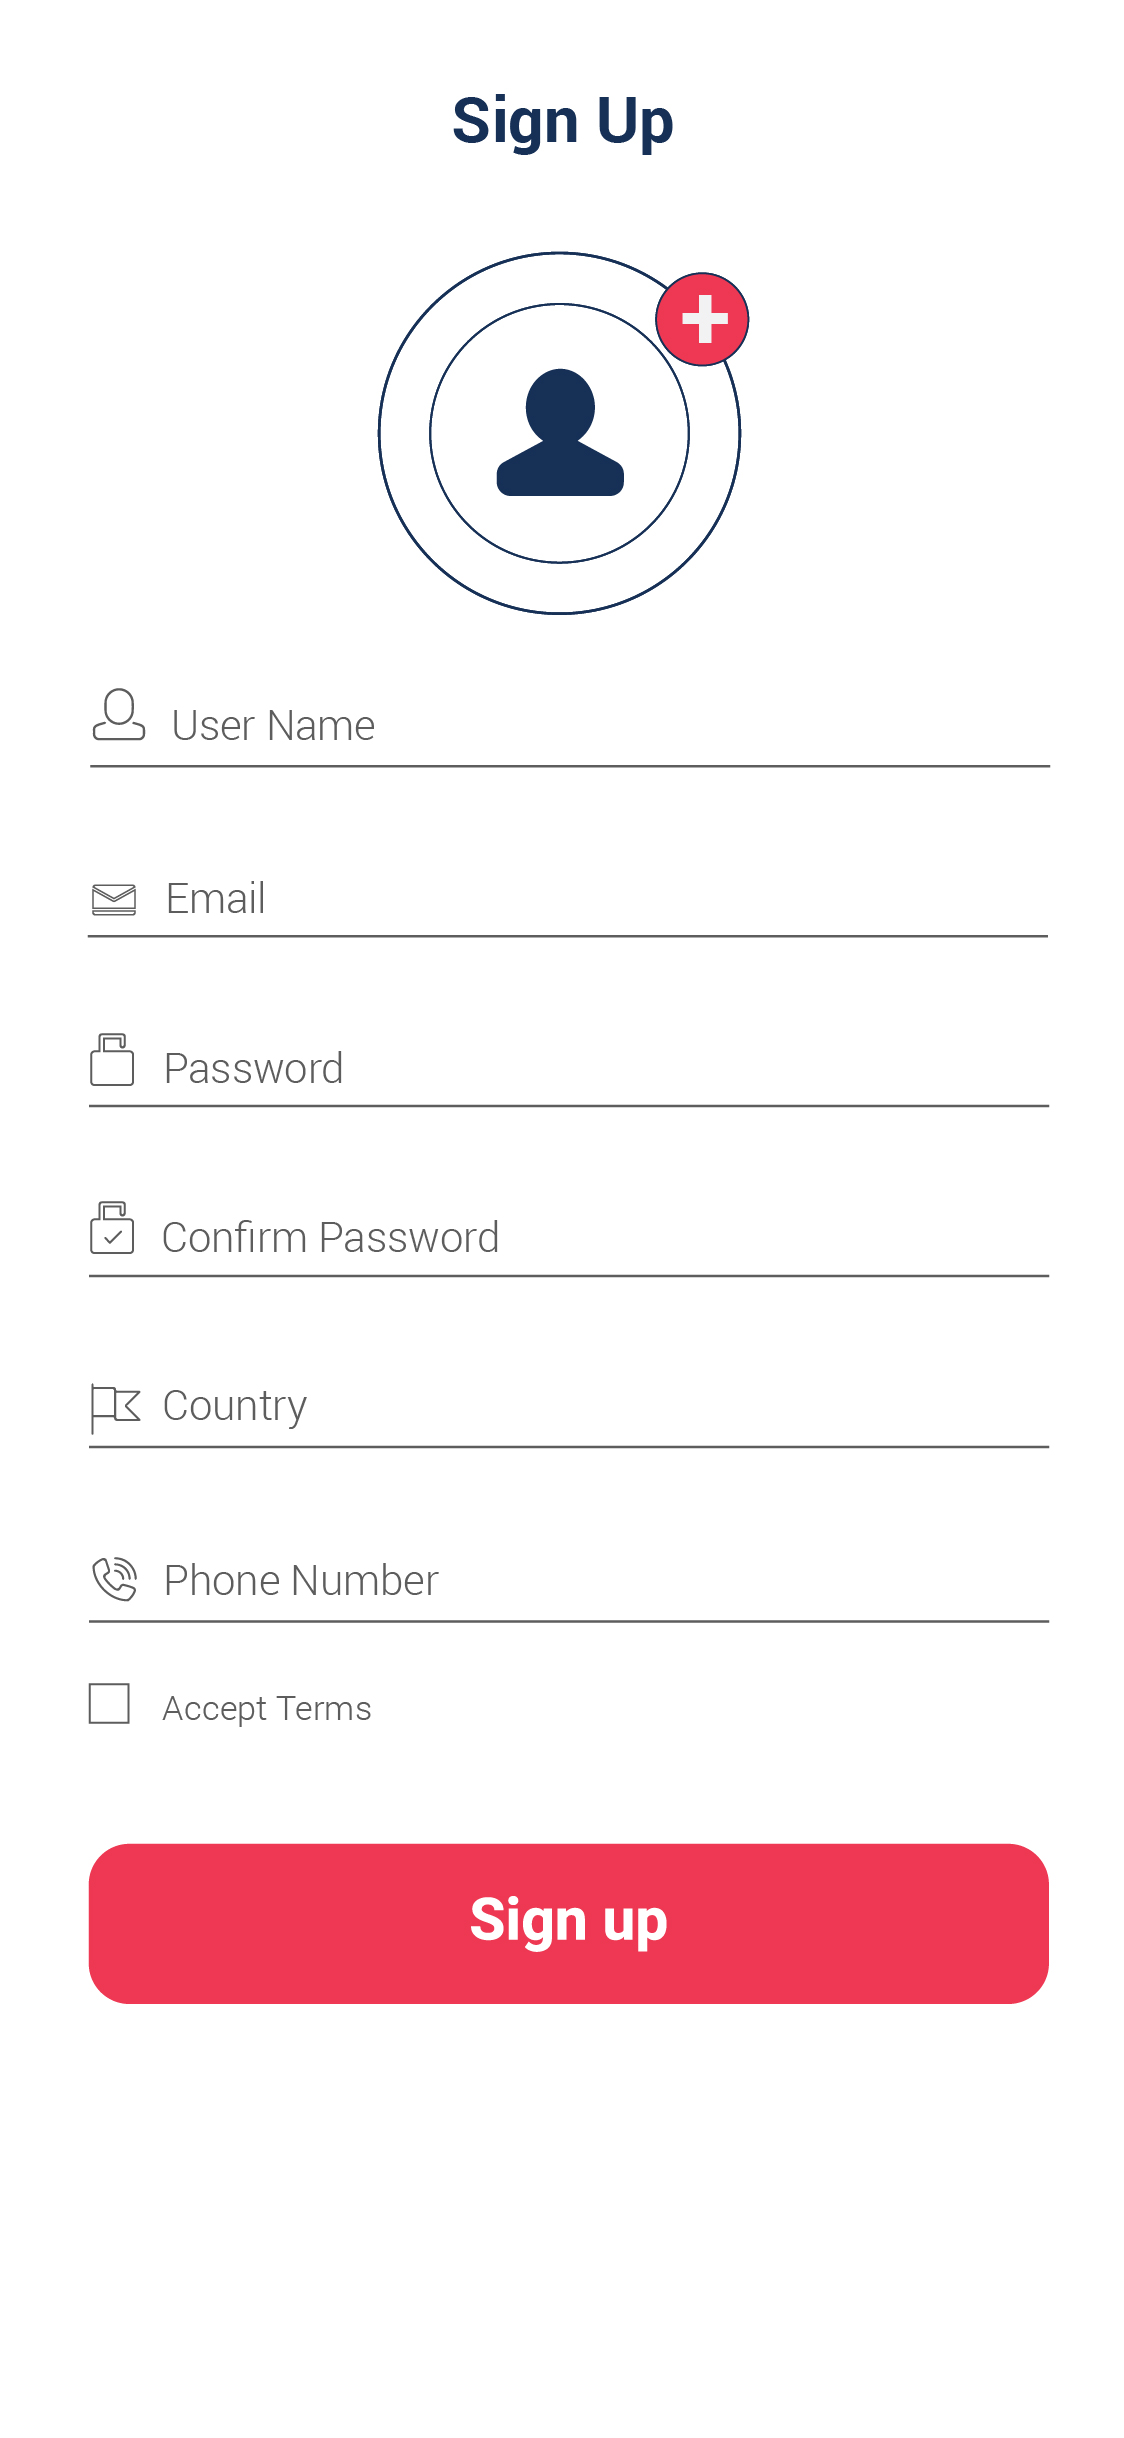 Sign Up
User Name
Email
Password
Confirm Password
Country
Phone Number
Accept Terms
Sign up